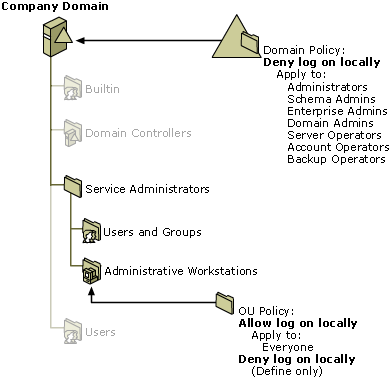 Company Domain
Domain Policy:
Deny log on locally
Apply to:
Administrators
Schema Admins
Enterprise Admins
Domain Admins
Server Operators
Account Operators
Backup Operators
Builtin
Domain Controllers
Service Administrators
Users and Groups
Administrative Workstations
OU Policy:
Allow log on locally
Apply to:
Everyone
Deny log on locally
(Define only)
Users